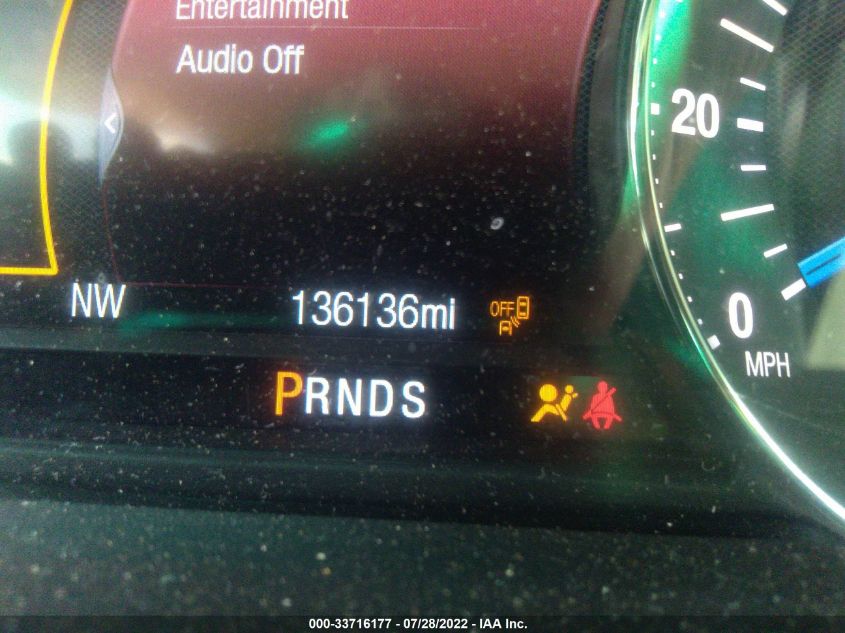 Entertainment
Audio Off
20
NW
136136mi
OFF
0
MPH
PRNDS
000-33716177 - 07/28/2022 - IAA Inc.